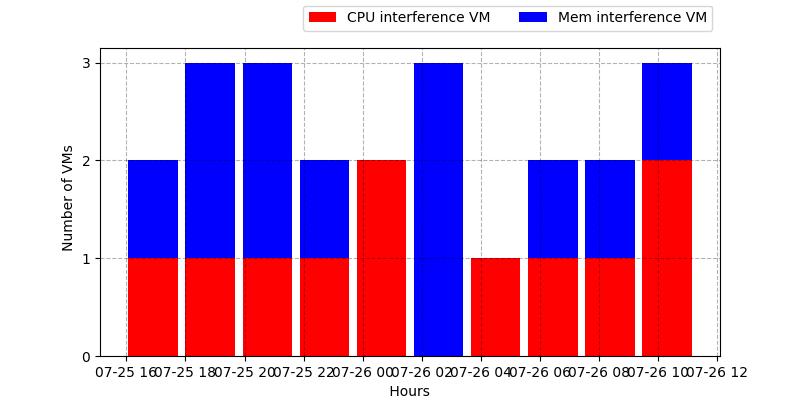 CPU interference VM Mem interference VM
3
2
1
0
Number of VMs
07-25 16 07-25 18 07-25 20 07-25 22 07-26 00 07-26 02 07-26 04 07-26 06 07-26 08 07-26 10 07-26 12
Hours